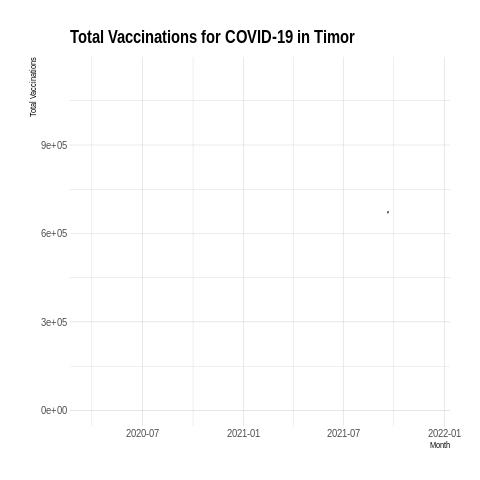 Total Vaccinations for COVID-19 in Timor
Total Vaccinations
9e+05
6e+05
3e+05
0e+00
2020-07 2021-01 2021-07 2022-01
Month